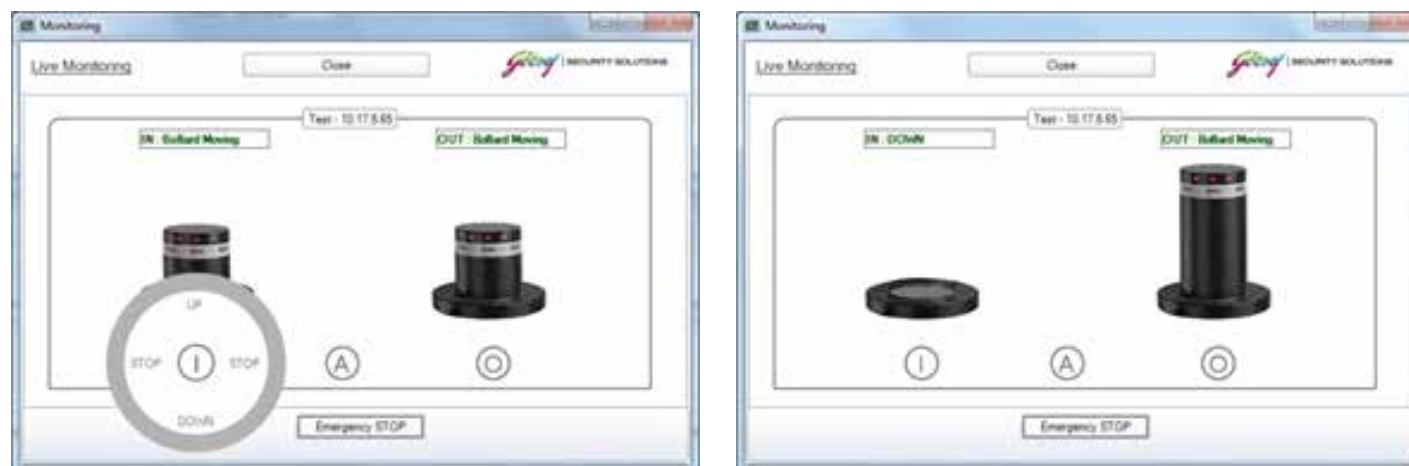 Monitoring
Live Monitoring
Close
Godrej | SECURITY SOLUTIONS
Test - 10.17.6.65
IN : Bollard Moving
OUT : Bollard Moving
UP
STOP
I
STOP
A
O
DOWN
Emergency STOP
Monitoring
Live Monitoring
Close
Godrej | SECURITY SOLUTIONS
Test - 10.17.6.65
IN : DOWN
OUT : Bollard Moving
I
A
O
Emergency STOP